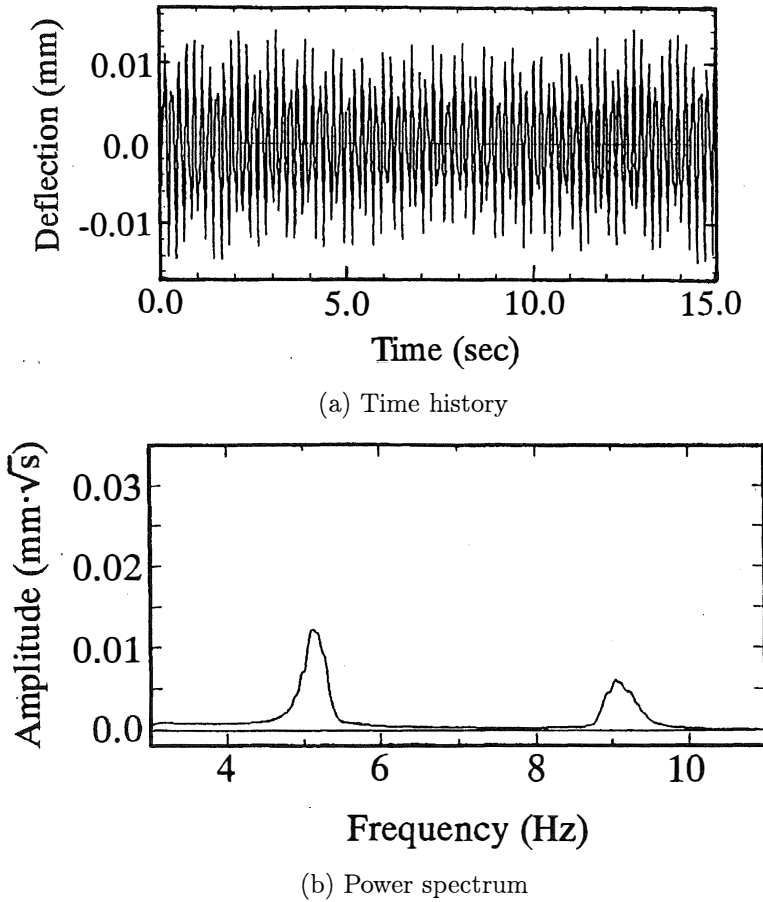 Deflection (mm)
0.01
0.0
-0.01
0.0
5.0
10.0
15.0
Time (sec)
(a) Time history
Amplitude (mm·√s)
0.03
0.02
0.01
0.0
4
6
8
10
Frequency (Hz)
(b) Power spectrum